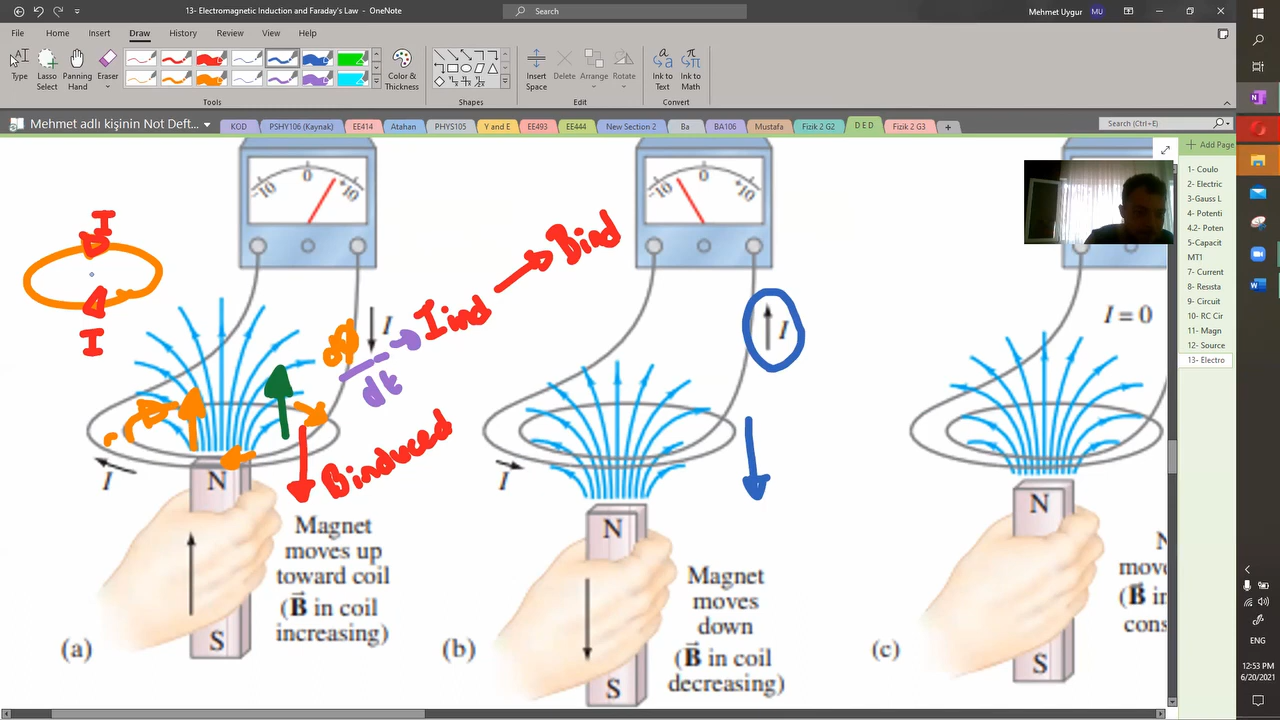 13- Electromagnetic Induction and Faraday's Law - OneNote
Search
Mehmet Uygur MU
File Home Insert Draw History Review View Help
Type
Lasso Select
Panning Hand
Eraser
Color & Thickness
Insert Space
Delete
Arrange
Rotate
Ink to Text
Ink to Math
Tools Shapes Edit Convert
Mehmet adlı kişinin Not Deft...
KOD PSHY106 (Kaynak) EE414 Atahan PHYS105 Y and E EE493 EE444 New Section 2 Ba BA106 Mustafa Fizik 2 G2 D E D Fizik 2 G3
Search (Ctrl+E)
Add Page
1- Coulo
2- Electric
3-Gauss L
4- Potenti
4.2- Poten
5-Capacit
MT1
7- Current
8- Resista
9- Circuit
10- RC Cir
11- Magn
12- Source
13- Electro
-10 0 +10
-10 0 +10
I
I
I
dt
Iind
Bind
Binduced
I
I
I
I = 0
N
S
Magnet
moves up
toward coil
(B⃗ in coil
increasing)
(a)
N
S
Magnet
moves
down
(B⃗ in coil
decreasing)
(b)
N
S
move
(B⃗ in
cons
(c)
ENG
12:53 PM
6/20/2021